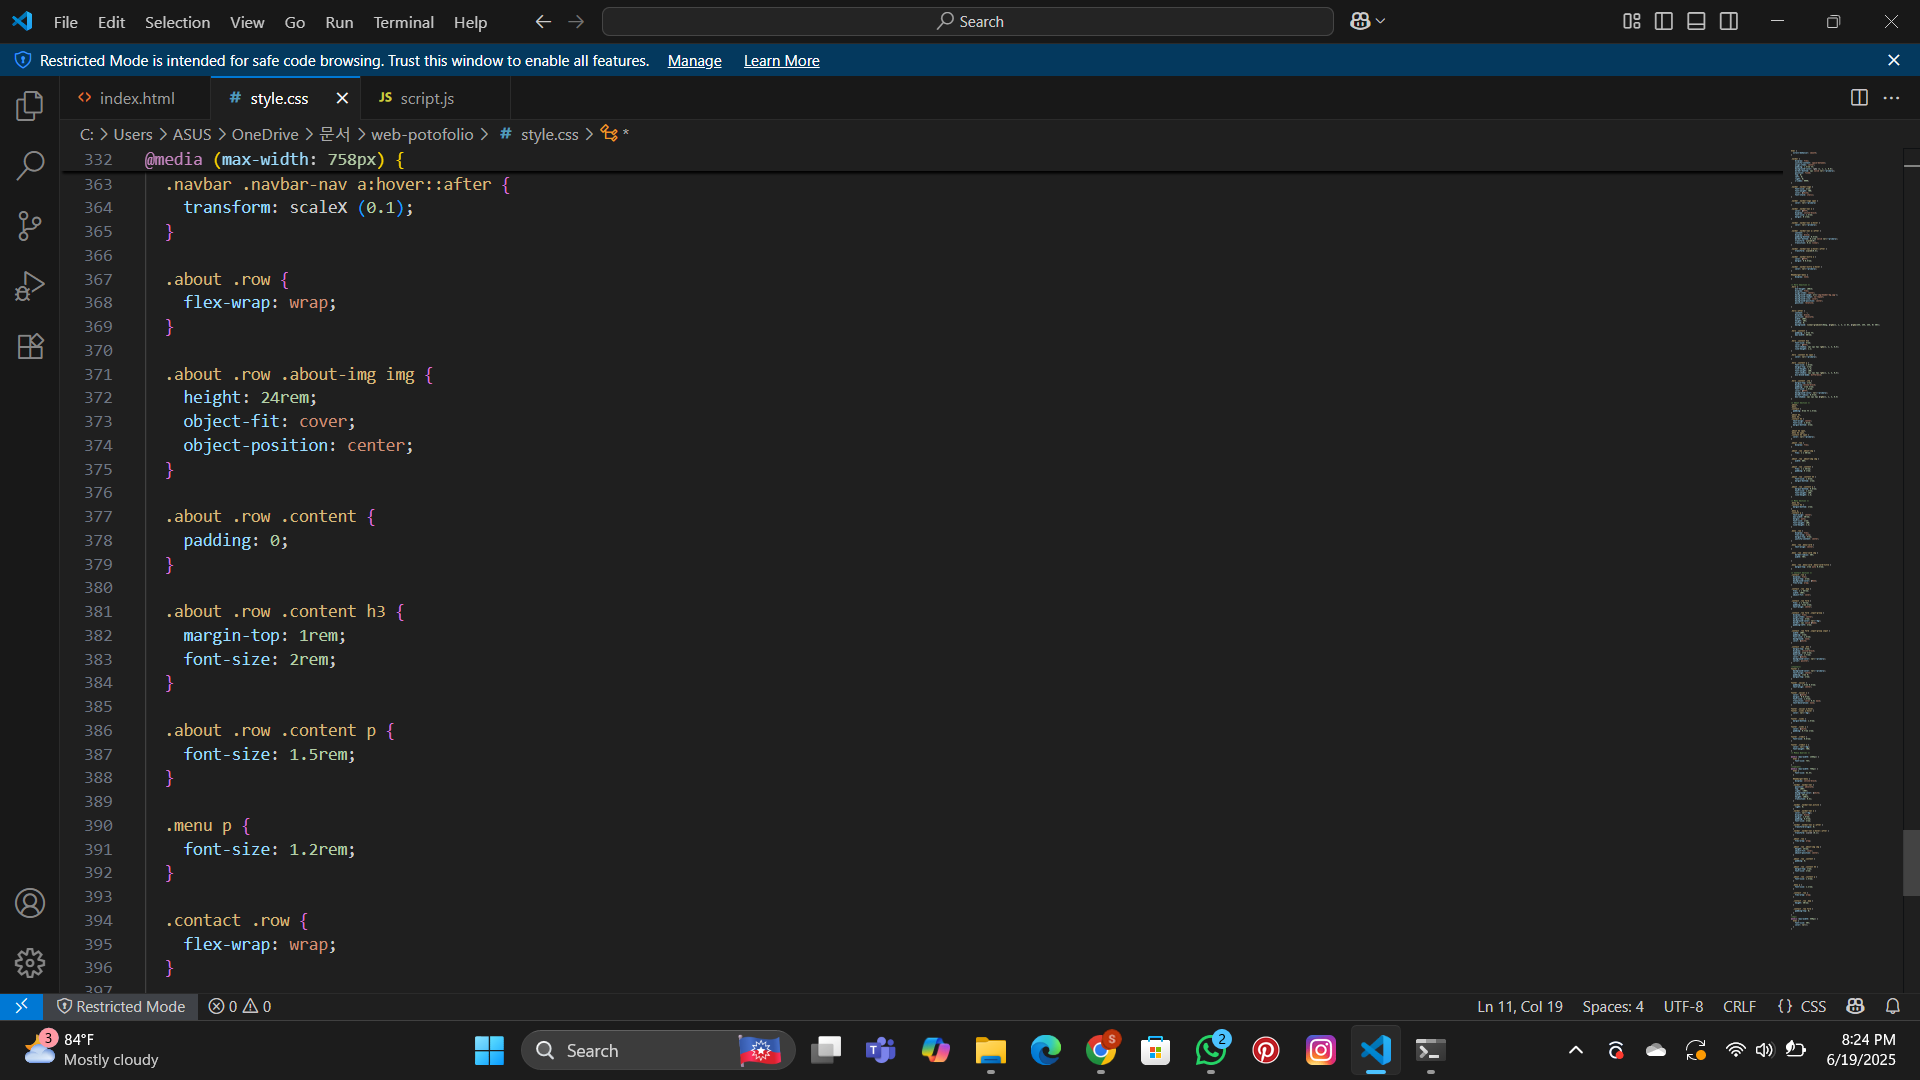 File Edit Selection View Go Run Terminal Help Search
Restricted Mode is intended for safe code browsing. Trust this window to enable all features. Manage Learn More
<> index.html # style.css JS script.js
C: > Users > ASUS > OneDrive > 문서 > web-potofolio > # style.css > *
332 @media (max-width: 758px) {
363 .navbar .navbar-nav a:hover::after {
364 transform: scaleX (0.1);
365 }
366
367 .about .row {
368 flex-wrap: wrap;
369 }
370
371 .about .row .about-img img {
372 height: 24rem;
373 object-fit: cover;
374 object-position: center;
375 }
376
377 .about .row .content {
378 padding: 0;
379 }
380
381 .about .row .content h3 {
382 margin-top: 1rem;
383 font-size: 2rem;
384 }
385
386 .about .row .content p {
387 font-size: 1.5rem;
388 }
389
390 .menu p {
391 font-size: 1.2rem;
392 }
393
394 .contact .row {
395 flex-wrap: wrap;
396 }
397
Restricted Mode 0 0 Ln 11, Col 19 Spaces: 4 UTF-8 CRLF {} CSS
3 84°F
Mostly cloudy
Search
S
2
8:24 PM
6/19/2025